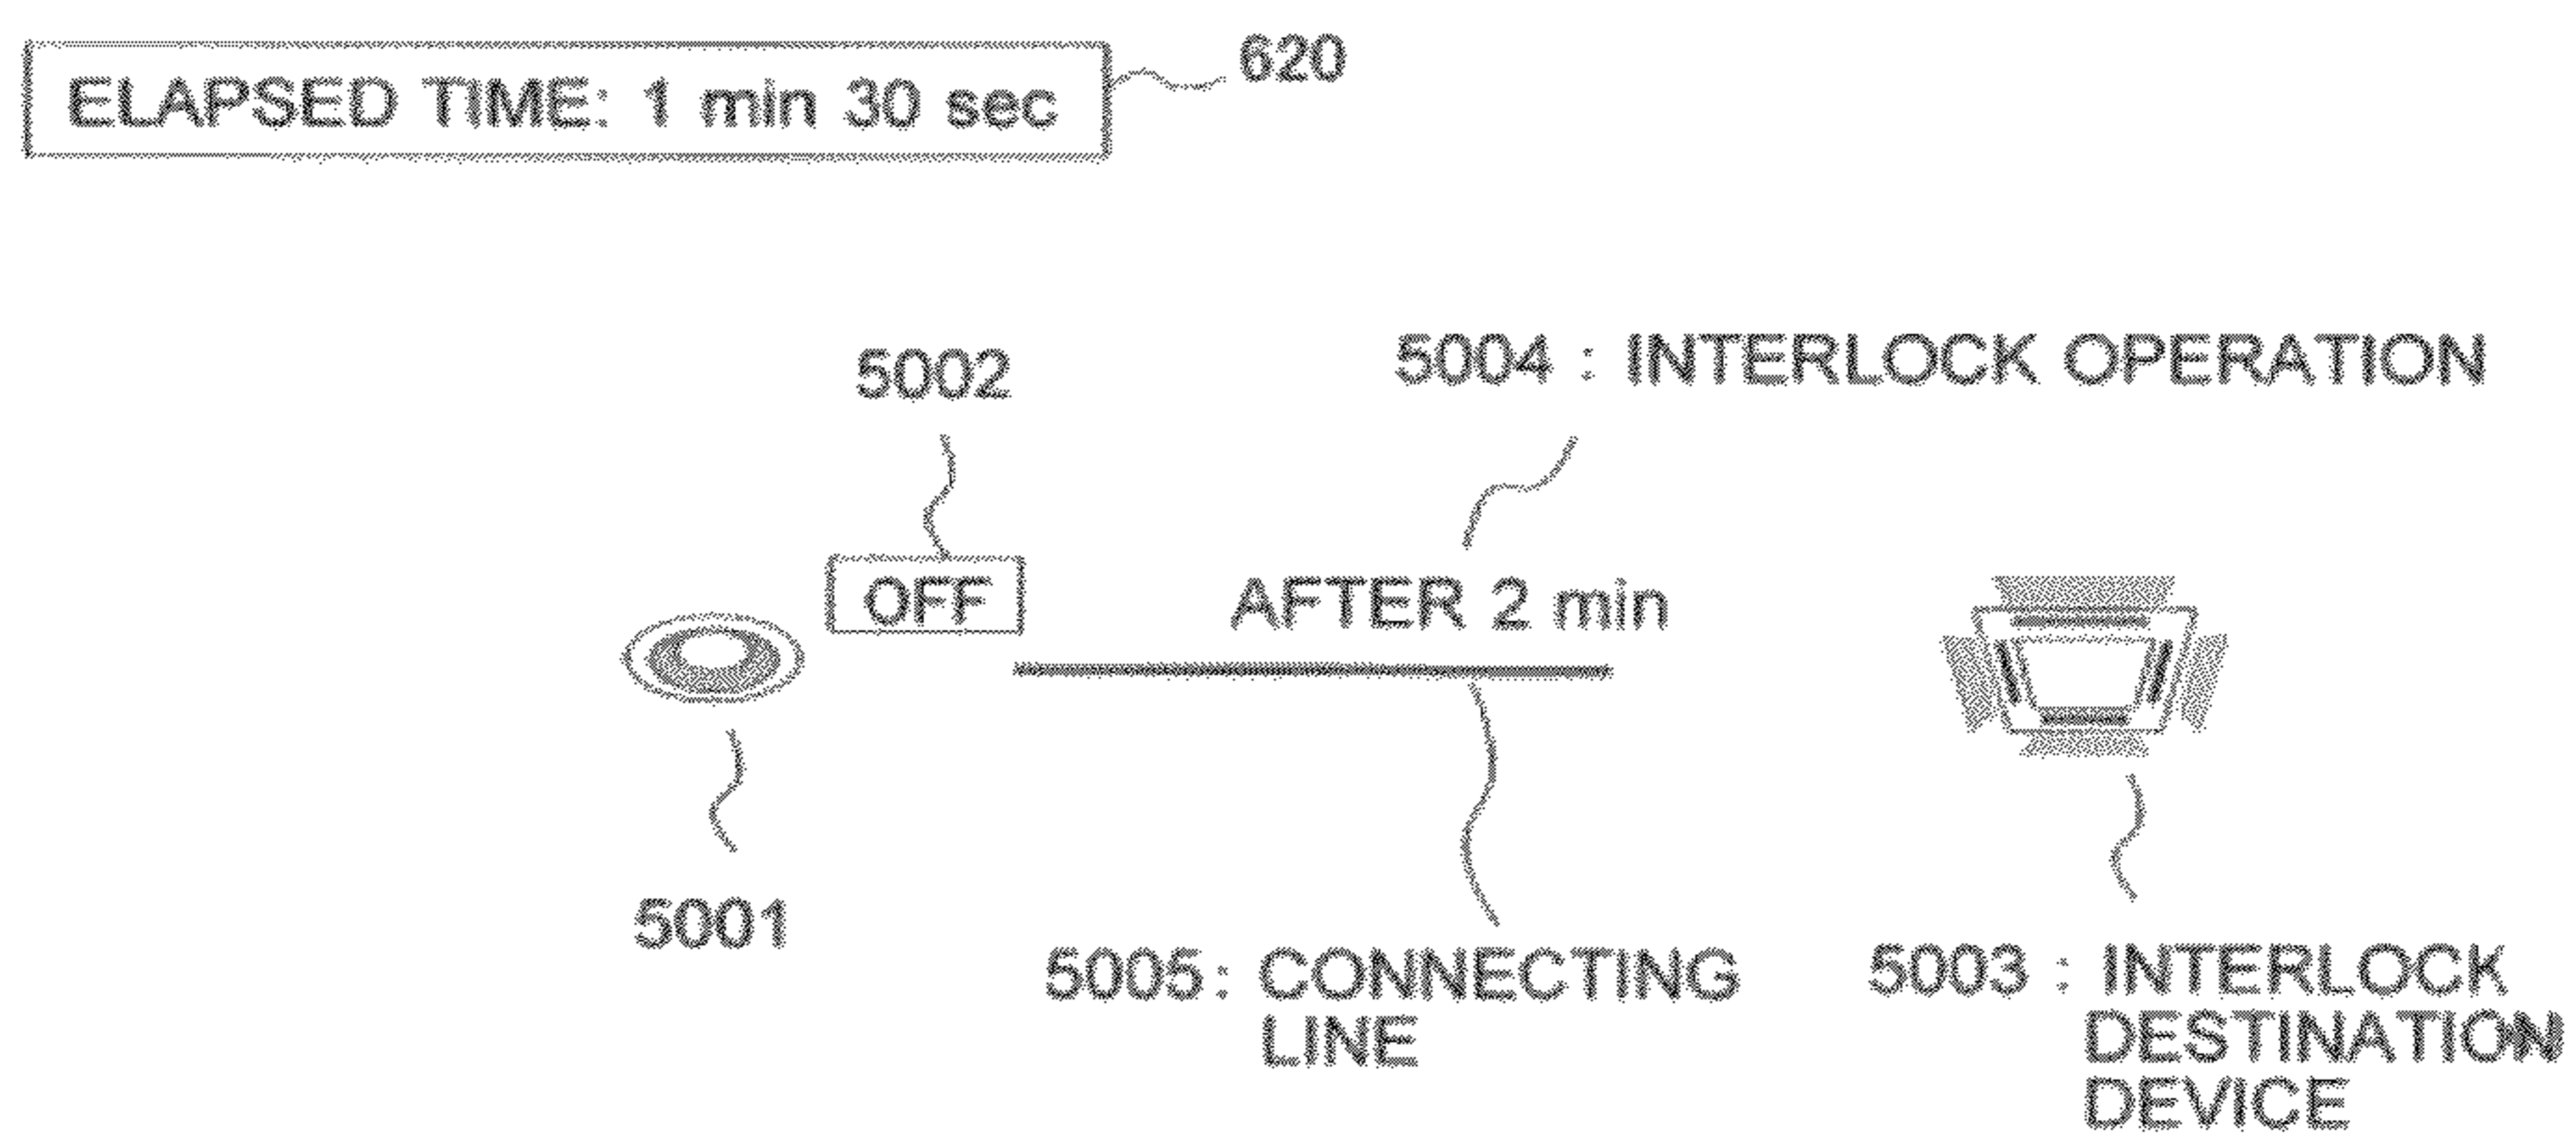 ELAPSED TIME: 1 min 30 sec
620
5002
5004 : INTERLOCK OPERATION
OFF
AFTER 2 min
5001
5005 : CONNECTING
LINE
5003 : INTERLOCK
DESTINATION
DEVICE